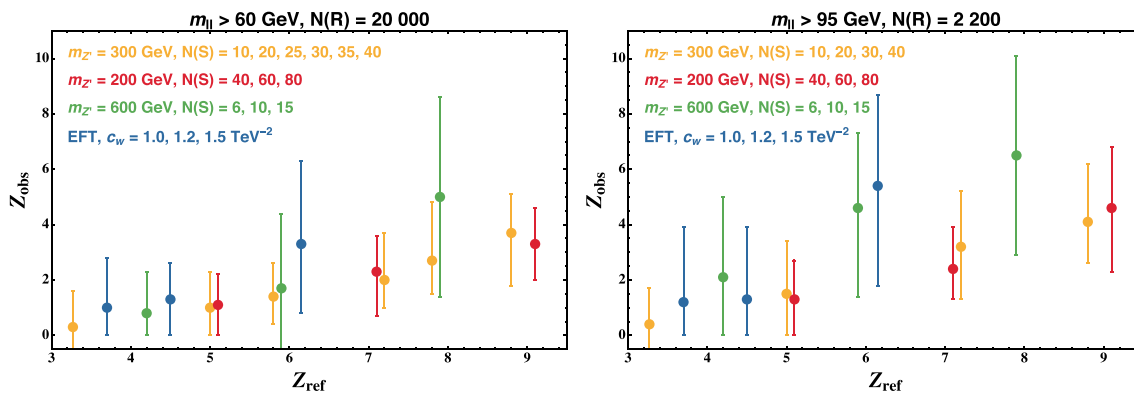 m_ll > 60 GeV, N(R) = 20 000
m_Z' = 300 GeV, N(S) = 10, 20, 25, 30, 35, 40
m_Z' = 200 GeV, N(S) = 40, 60, 80
m_Z' = 600 GeV, N(S) = 6, 10, 15
EFT, c_w = 1.0, 1.2, 1.5 TeV⁻²
Z_obs
10
8
6
4
2
0
3 4 5 6 7 8 9
Z_ref
m_ll > 95 GeV, N(R) = 2 200
m_Z' = 300 GeV, N(S) = 10, 20, 30, 40
m_Z' = 200 GeV, N(S) = 40, 60, 80
m_Z' = 600 GeV, N(S) = 6, 10, 15
EFT, c_w = 1.0, 1.2, 1.5 TeV⁻²
Z_obs
10
8
6
4
2
0
3 4 5 6 7 8 9
Z_ref